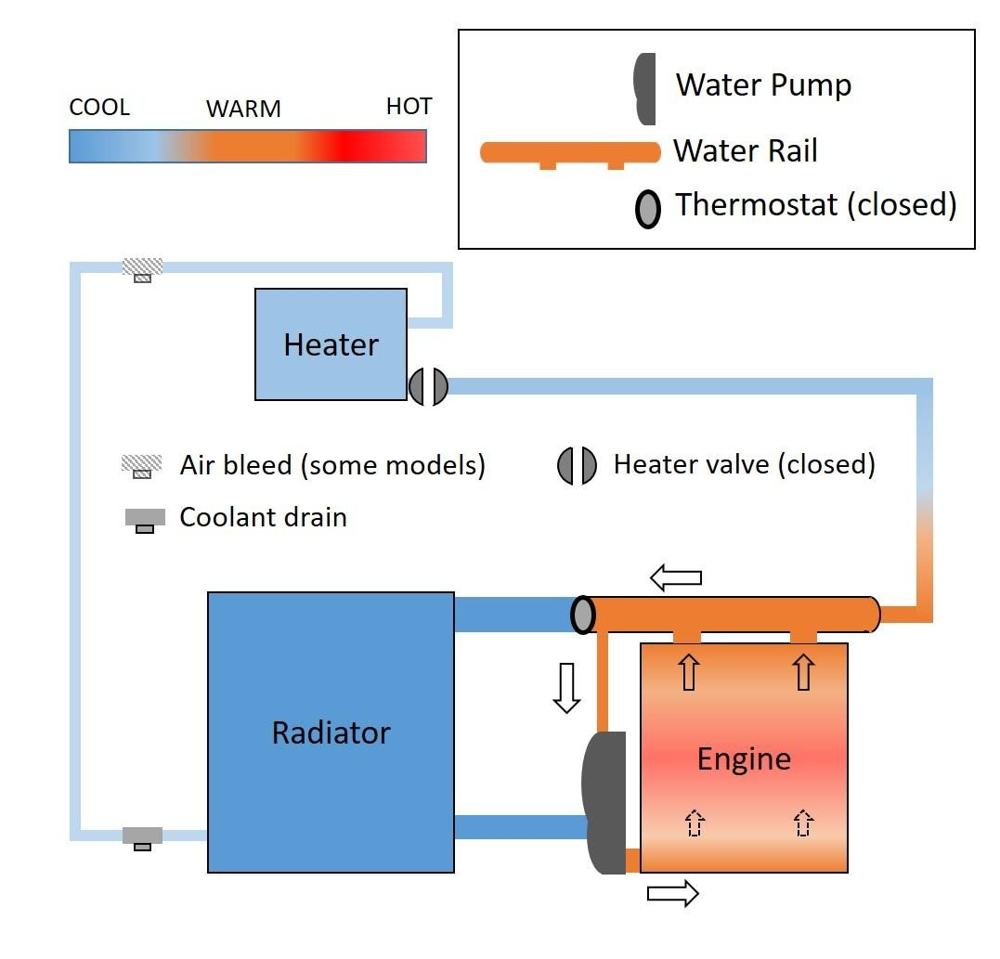 COOL WARM HOT
Water Pump
Water Rail
Thermostat (closed)
Heater
Air bleed (some models)
Heater valve (closed)
Coolant drain
Radiator
Engine